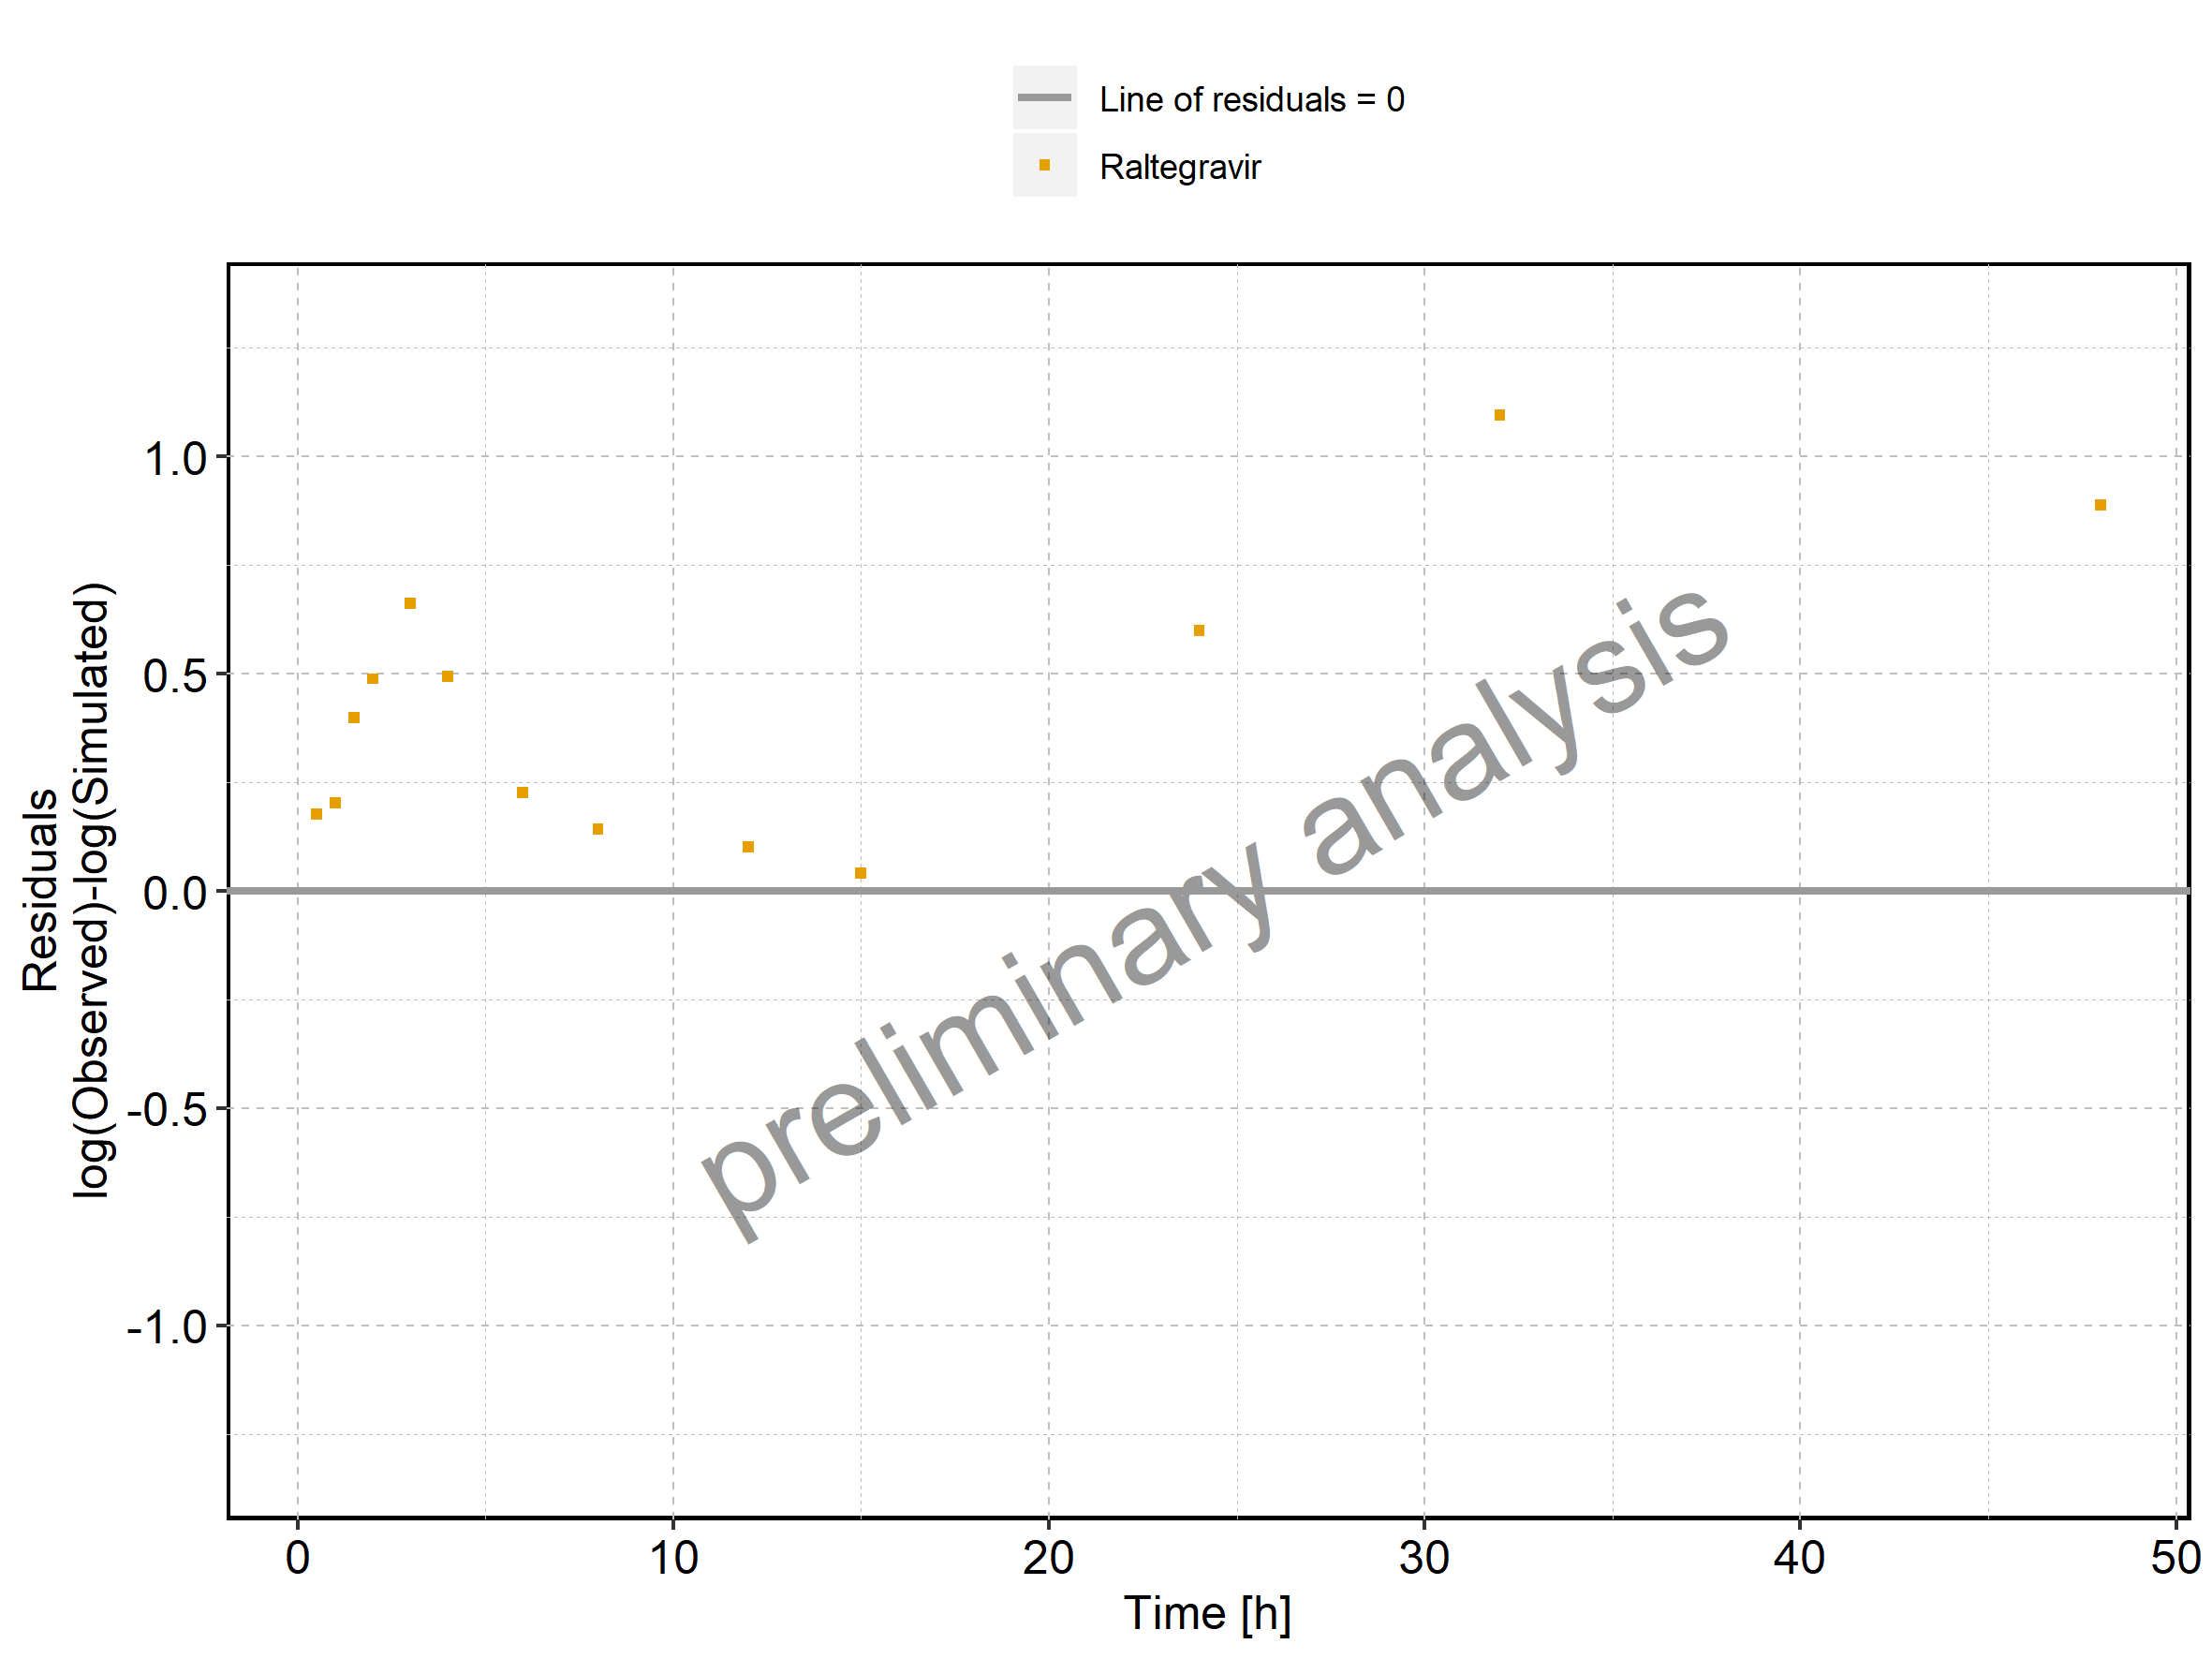 Line of residuals = 0
Raltegravir
Residuals
log(Observed)-log(Simulated)
1.0
0.5
0.0
-0.5
-1.0
preliminary analysis
0 10 20 30 40 50
Time [h]